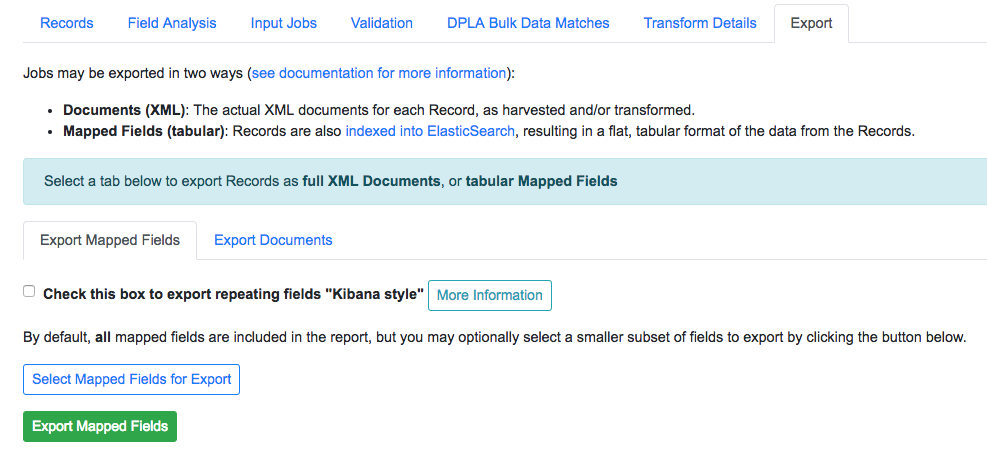 Records Field Analysis Input Jobs Validation DPLA Bulk Data Matches Transform Details Export
Jobs may be exported in two ways (see documentation for more information):
• Documents (XML): The actual XML documents for each Record, as harvested and/or transformed.
• Mapped Fields (tabular): Records are also indexed into ElasticSearch, resulting in a flat, tabular format of the data from the Records.
Select a tab below to export Records as full XML Documents, or tabular Mapped Fields
Export Mapped Fields Export Documents
Check this box to export repeating fields "Kibana style" More Information
By default, all mapped fields are included in the report, but you may optionally select a smaller subset of fields to export by clicking the button below.
Select Mapped Fields for Export
Export Mapped Fields